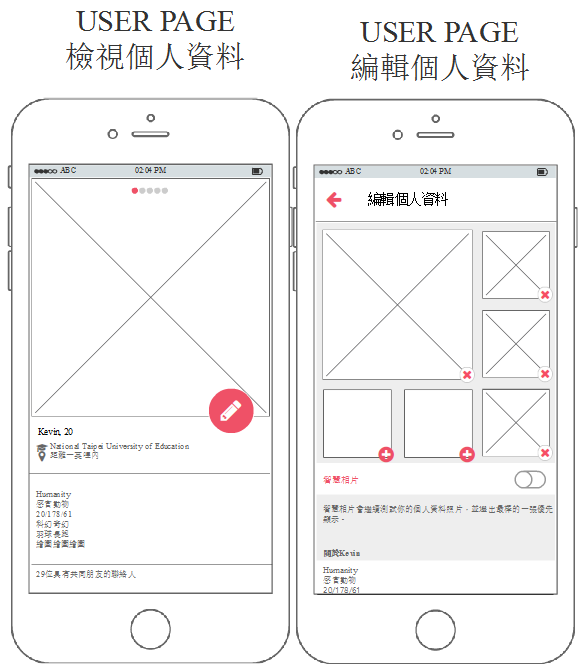 USER PAGE
檢視個人資料
ABC
02:04 PM
Kevin, 20
National Taipei University of Education
距離一英哩內
Humanity
感官動物
20/178/61
科幻奇幻
羽球長跑
繪圖繪圖繪圖
29位具有共同朋友的聯絡人
USER PAGE
編輯個人資料
ABC
02:04 PM
編輯個人資料
智慧相片
智慧相片會繼續測試你的個人資料照片，並選出最棒的一張優先
顯示。
關於Kevin
Humanity
感官動物
20/178/61